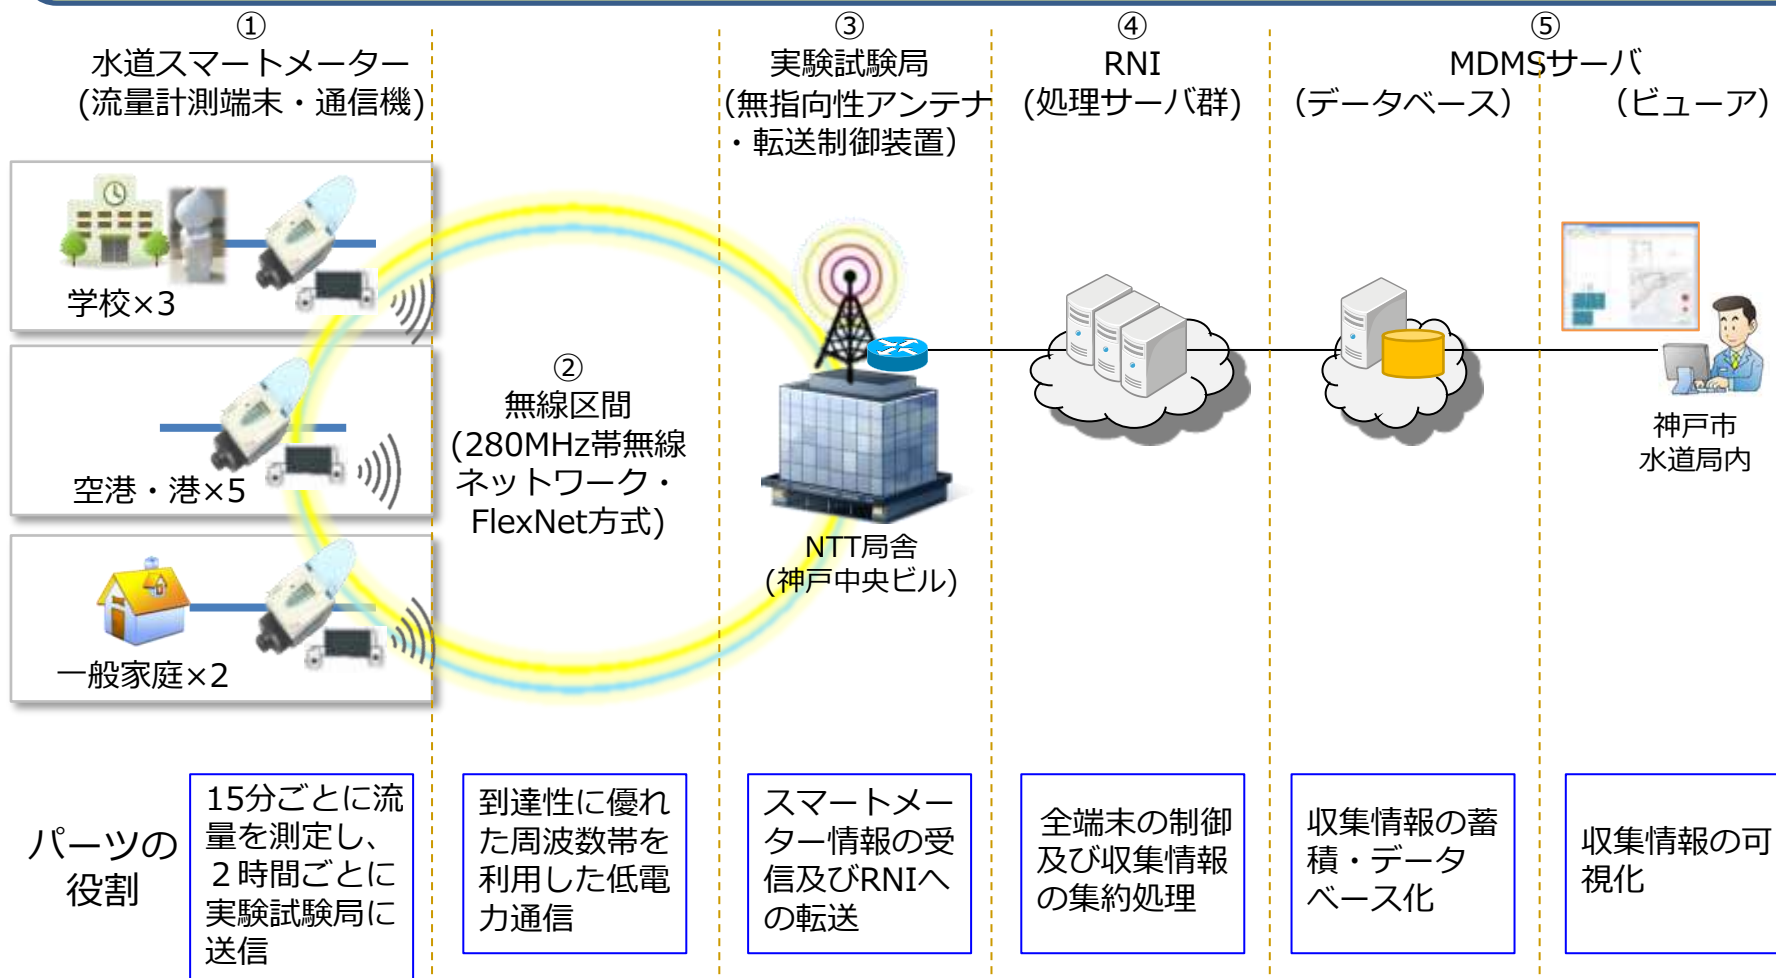 ①
水道スマートメーター
(流量計測端末・通信機)
③
実験試験局
(無指向性アンテナ
・転送制御装置)
④
RNI
(処理サーバ群)
⑤
MDMSサーバ
(データベース)
(ビューア)
学校×3
空港・港×5
一般家庭×2
②
無線区間
(280MHz帯無線
ネットワーク・
FlexNet方式)
NTT局舎
(神戸中央ビル)
神戸市
水道局内
パーツの
役割
15分ごとに流
量を測定し、
２時間ごとに
実験試験局に
送信
到達性に優れ
た周波数帯を
利用した低電
力通信
スマートメー
ター情報の受
信及びRNIへ
の転送
全端末の制御
及び収集情報
の集約処理
収集情報の蓄
積・データ
ベース化
収集情報の可
視化